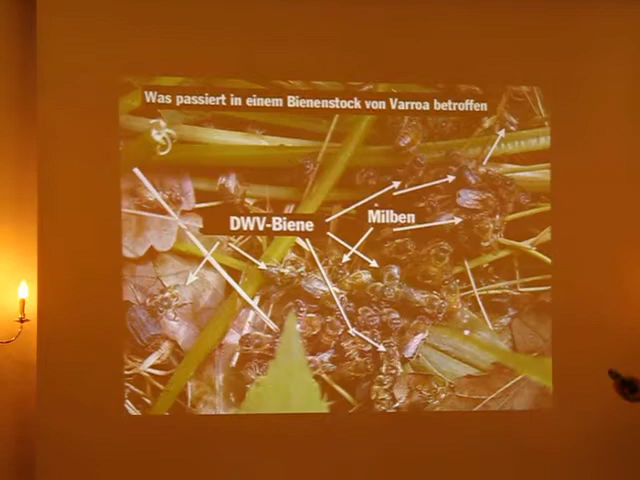 Was passiert in einem Bienenstock von Varroa betroffen
DWV-Biene
Milben